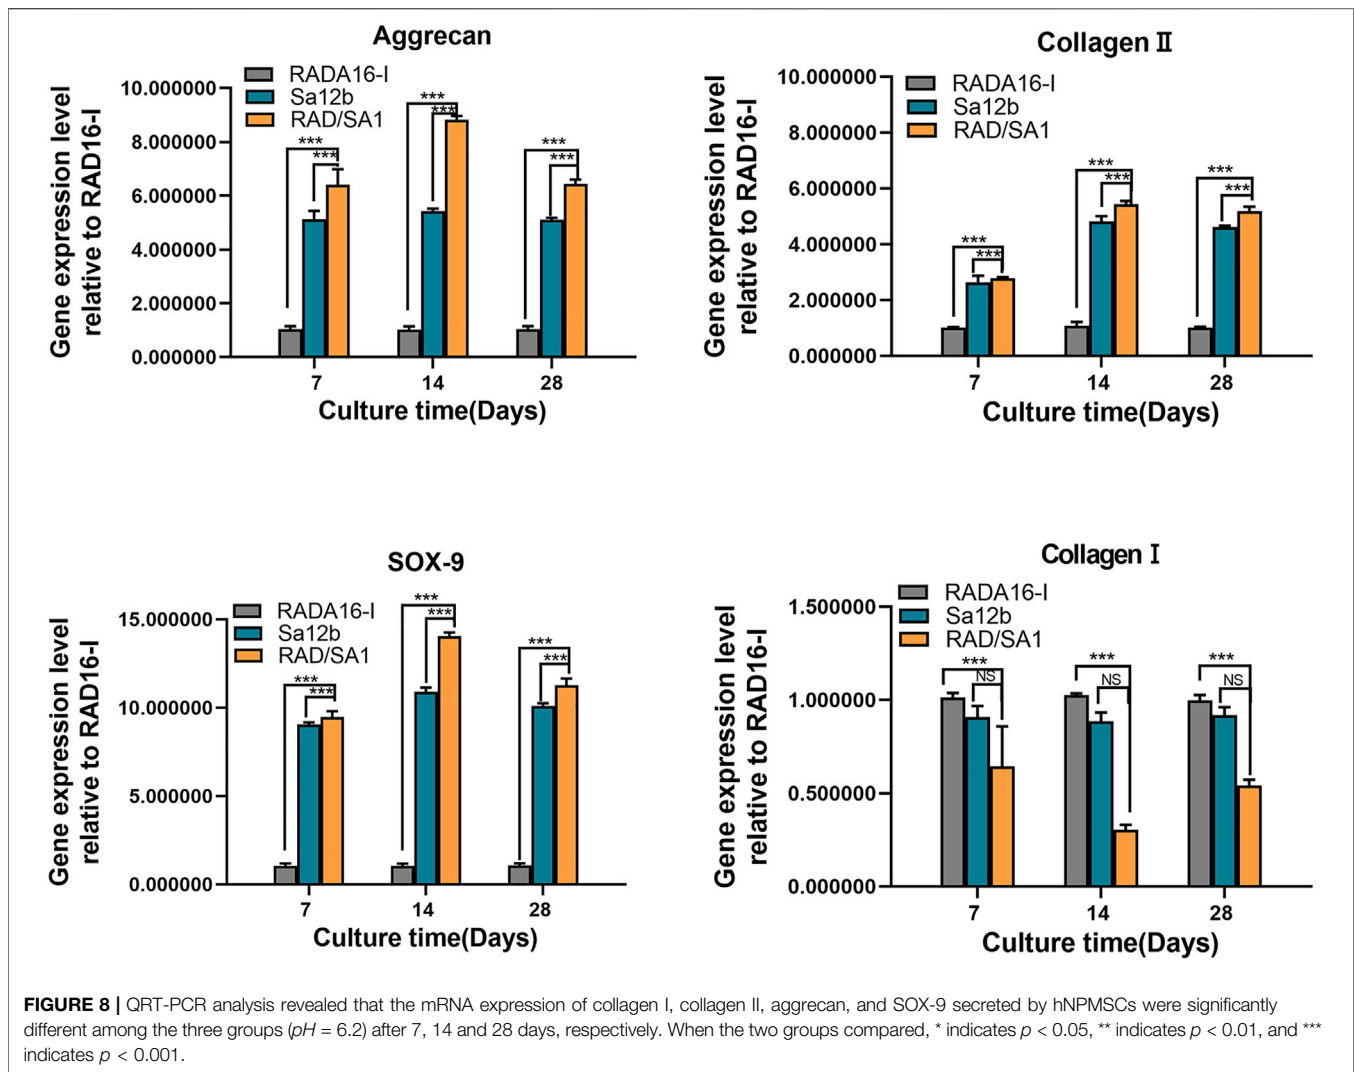 Aggrecan
RADA16-I
Sa12b
RAD/SA1
Gene expression level
relative to RAD16-I
10.000000
8.000000
6.000000
4.000000
2.000000
0.000000
***
***
***
***
***
***
7
14
28
Culture time(Days)
Collagen Ⅱ
RADA16-I
Sa12b
RAD/SA1
Gene expression level
relative to RAD16-I
10.000000
8.000000
6.000000
4.000000
2.000000
0.000000
***
***
***
***
***
***
7
14
28
Culture time(Days)
SOX-9
RADA16-I
Sa12b
RAD/SA1
Gene expression level
relative to RAD16-I
15.000000
10.000000
5.000000
0.000000
***
***
***
***
***
***
7
14
28
Culture time(Days)
Collagen Ⅰ
RADA16-I
Sa12b
RAD/SA1
Gene expression level
relative to RAD16-I
1.500000
1.000000
0.500000
0.000000
***
NS
***
NS
***
NS
7
14
28
Culture time(Days)
FIGURE 8 | QRT-PCR analysis revealed that the mRNA expression of collagen I, collagen II, aggrecan, and SOX-9 secreted by hNPMSCs were significantly
different among the three groups (pH = 6.2) after 7, 14 and 28 days, respectively. When the two groups compared, * indicates p < 0.05, ** indicates p < 0.01, and ***
indicates p < 0.001.